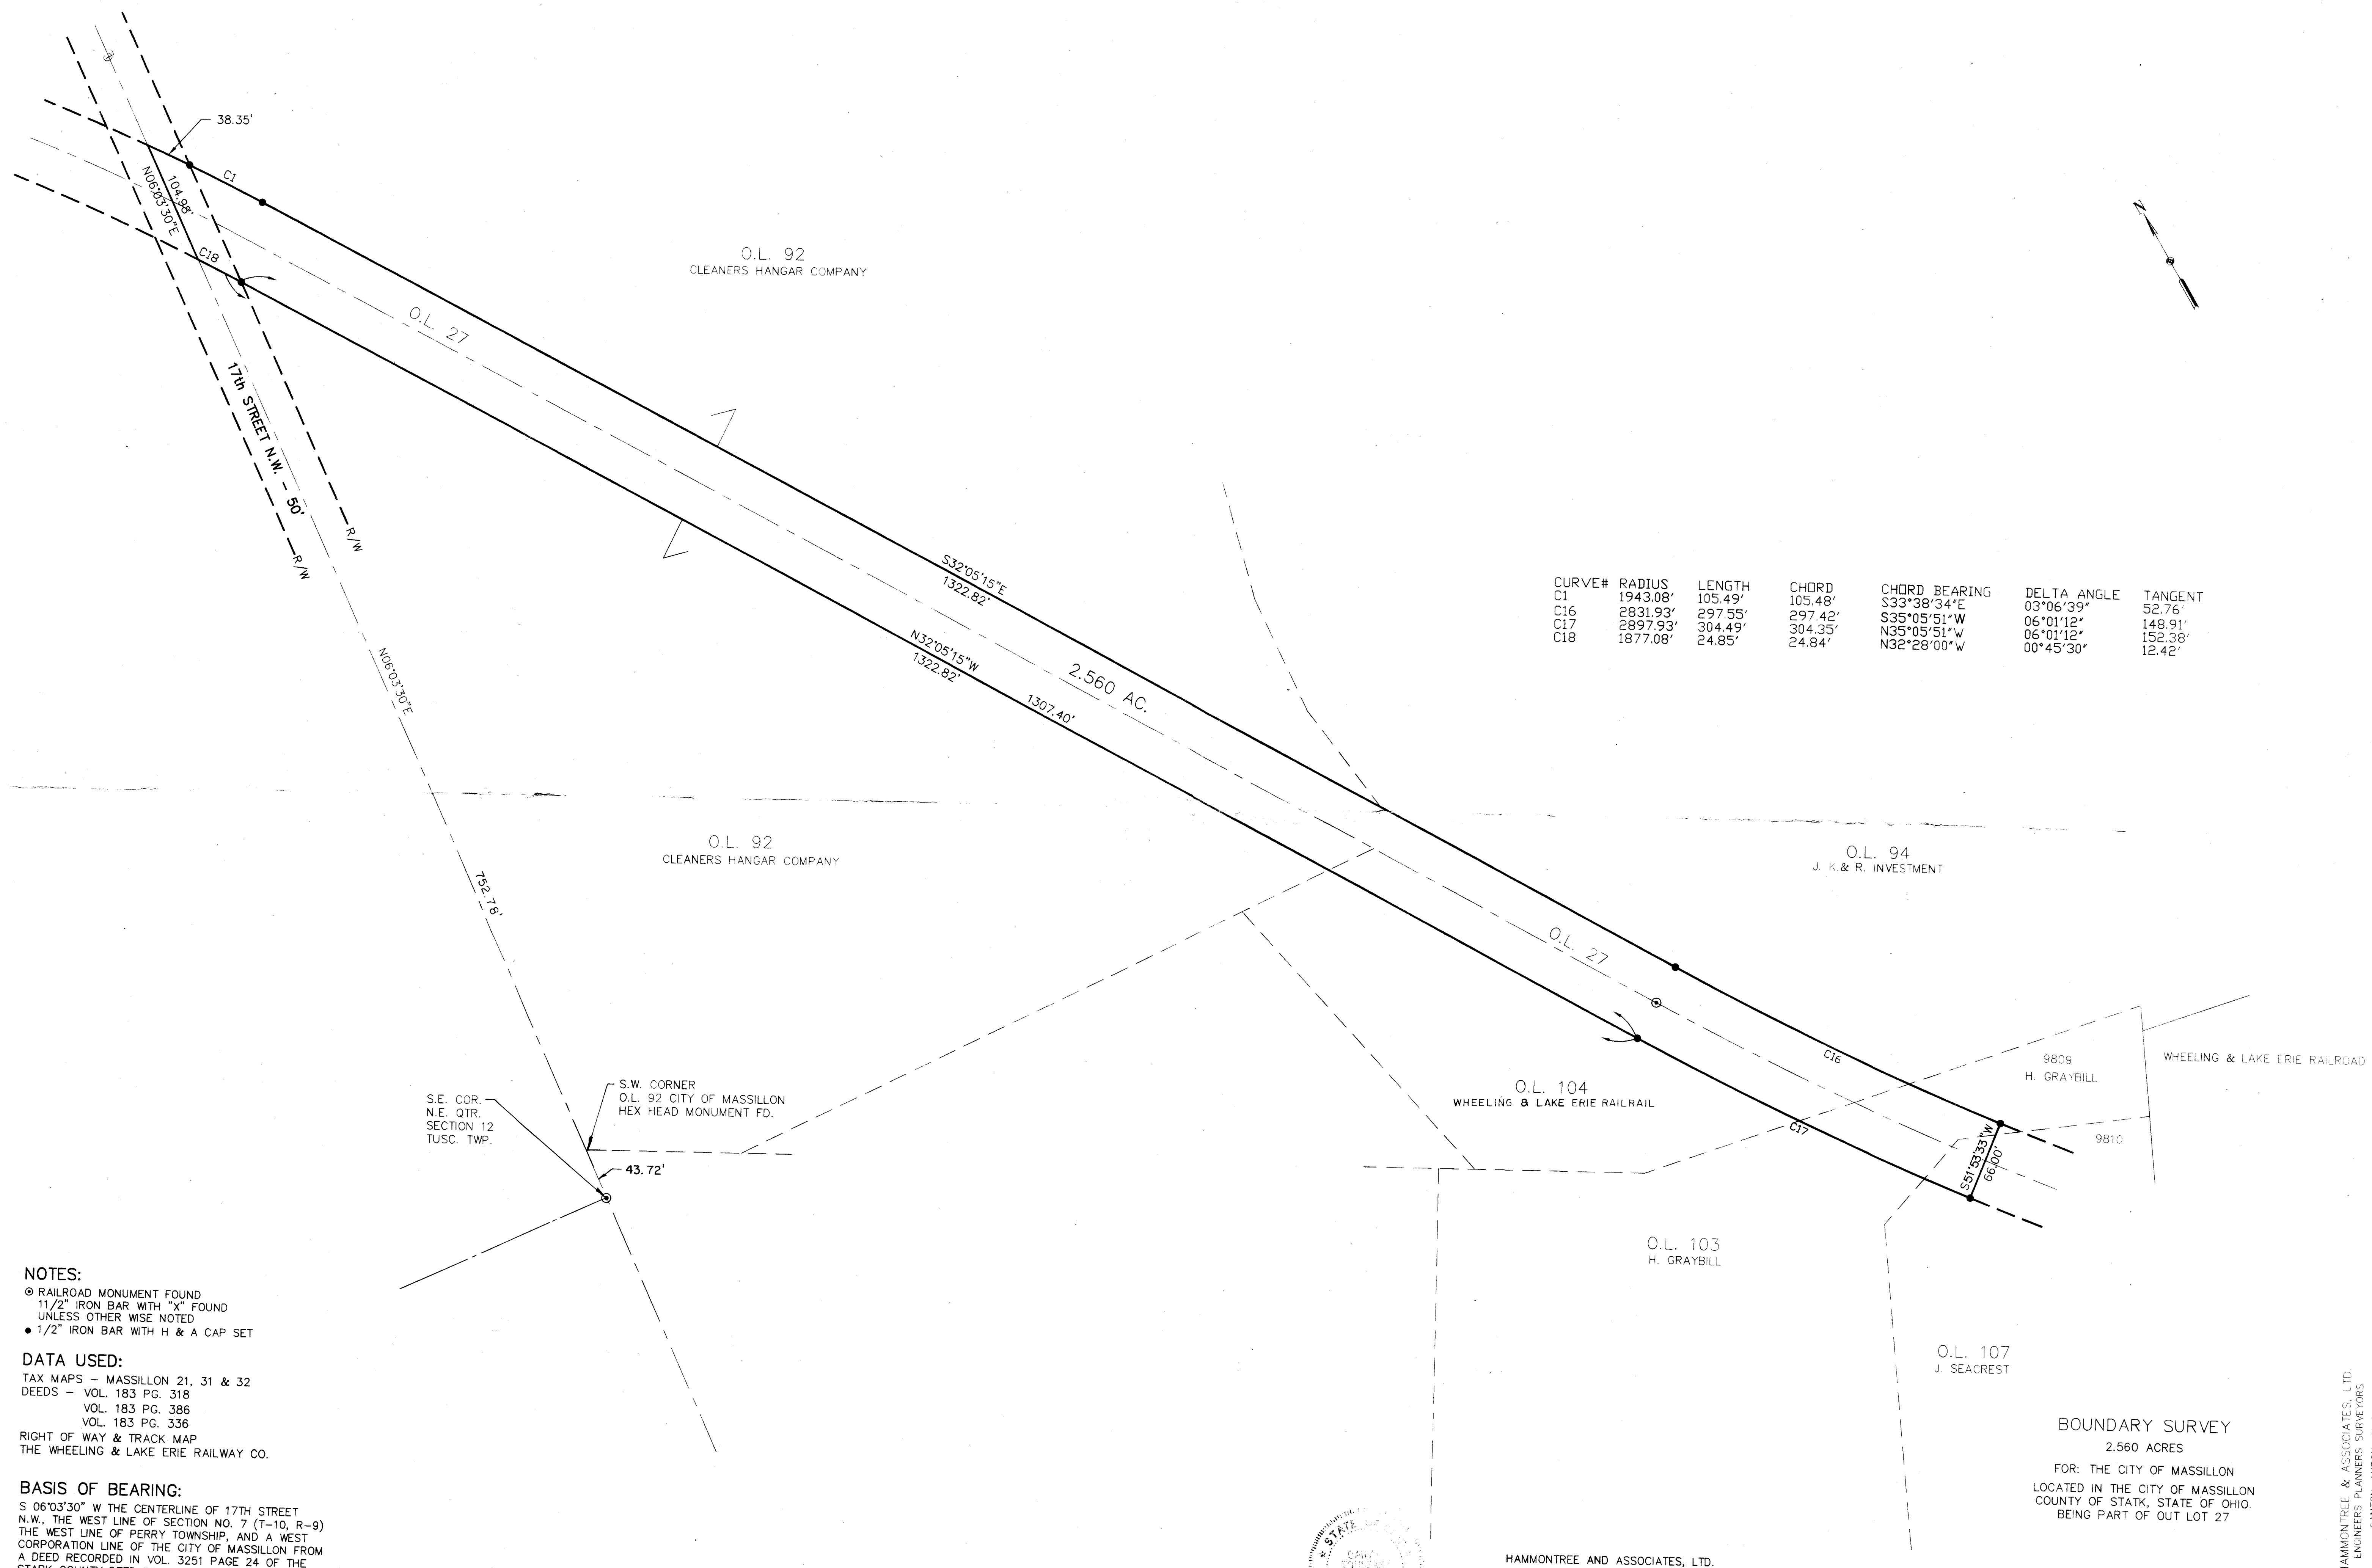 38.35'
C1
N06°03'30"E
104.98'
C18
O.L. 92
CLEANERS HANGAR COMPANY
N
O.L. 27
17th STREET N.W. - 50'
R/W
R/W
S32°05'15"E
1322.82'
N32°05'15"W
1322.82'
1307.40'
2.560 AC.
CURVE# RADIUS LENGTH CHORD CHORD BEARING DELTA ANGLE TANGENT
C1 1943.08' 105.49' 105.48' S33°38'34"E 03°06'39" 52.76'
C16 2831.93' 297.55' 297.42' S35°05'51"W 06°01'12" 148.91'
C17 2897.93' 304.49' 304.35' N35°05'51"W 06°01'12" 152.38'
C18 1877.08' 24.85' 24.84' N32°28'00"W 00°45'30" 12.42'
N06°03'30"E
752.78'
O.L. 92
CLEANERS HANGAR COMPANY
O.L. 94
J. K.& R. INVESTMENT
O.L. 27
C16
C17
9809
H. GRAYBILL
WHEELING & LAKE ERIE RAILROAD
9810
S51°53'33"W
66.00'
O.L. 104
WHEELING & LAKE ERIE RAILRAIL
S.E. COR.
N.E. QTR.
SECTION 12
TUSC. TWP.
S.W. CORNER
O.L. 92 CITY OF MASSILLON
HEX HEAD MONUMENT FD.
43.72'
O.L. 103
H. GRAYBILL
O.L. 107
J. SEACREST
NOTES:
RAILROAD MONUMENT FOUND
11/2" IRON BAR WITH "X" FOUND
UNLESS OTHER WISE NOTED
1/2" IRON BAR WITH H & A CAP SET
DATA USED:
TAX MAPS - MASSILLON 21, 31 & 32
DEEDS - VOL. 183 PG. 318
VOL. 183 PG. 386
VOL. 183 PG. 336
RIGHT OF WAY & TRACK MAP
THE WHEELING & LAKE ERIE RAILWAY CO.
BASIS OF BEARING:
S 06°03'30" W THE CENTERLINE OF 17TH STREET
N.W., THE WEST LINE OF SECTION NO. 7 (T-10, R-9)
THE WEST LINE OF PERRY TOWNSHIP, AND A WEST
CORPORATION LINE OF THE CITY OF MASSILLON FROM
A DEED RECORDED IN VOL. 3251 PAGE 24 OF THE
BOUNDARY SURVEY
2.560 ACRES
FOR: THE CITY OF MASSILLON
LOCATED IN THE CITY OF MASSILLON
COUNTY OF STATK, STATE OF OHIO.
BEING PART OF OUT LOT 27
STATE
HAMMONTREE AND ASSOCIATES, LTD.
HAMMONTREE & ASSOCIATES, LTD
ENGINEERS PLANNERS SURVEYORS